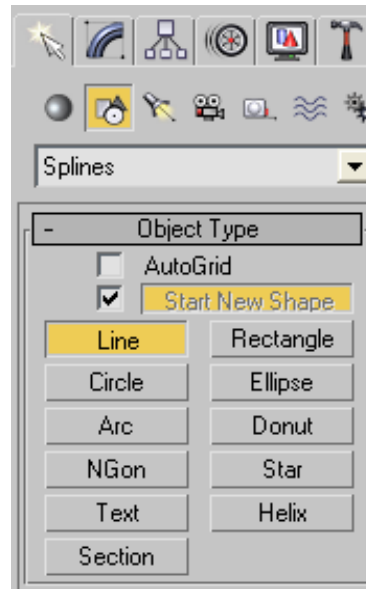 Splines
- Object Type
AutoGrid
Start New Shape
Line Rectangle
Circle Ellipse
Arc Donut
NGon Star
Text Helix
Section